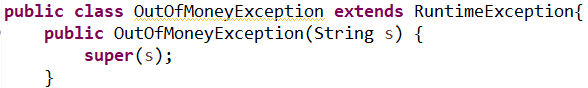 public class OutOfMoneyException extends RuntimeException{
    public OutOfMoneyException(String s) {
        super(s);
    }